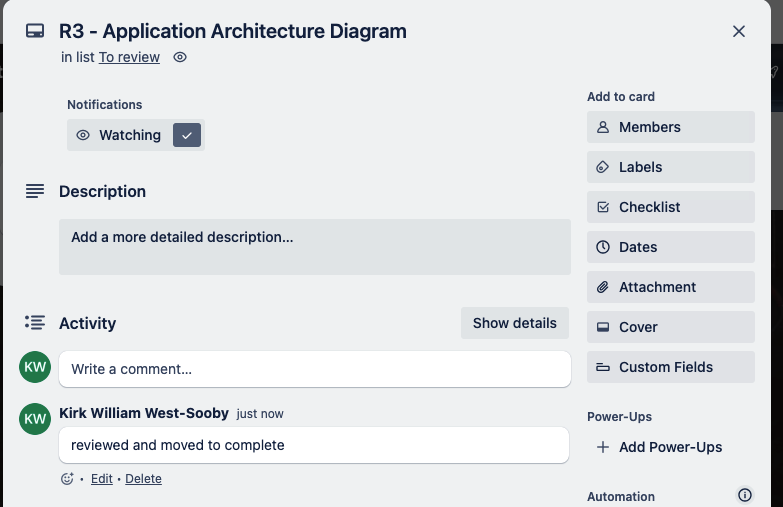 R3 - Application Architecture Diagram
in list To review
Notifications
Watching
Description
Add a more detailed description...
Activity
Show details
KW
Write a comment...
KW
Kirk William West-Sooby just now
reviewed and moved to complete
• Edit • Delete
Add to card
Members
Labels
Checklist
Dates
Attachment
Cover
Custom Fields
Power-Ups
Add Power-Ups
Automation